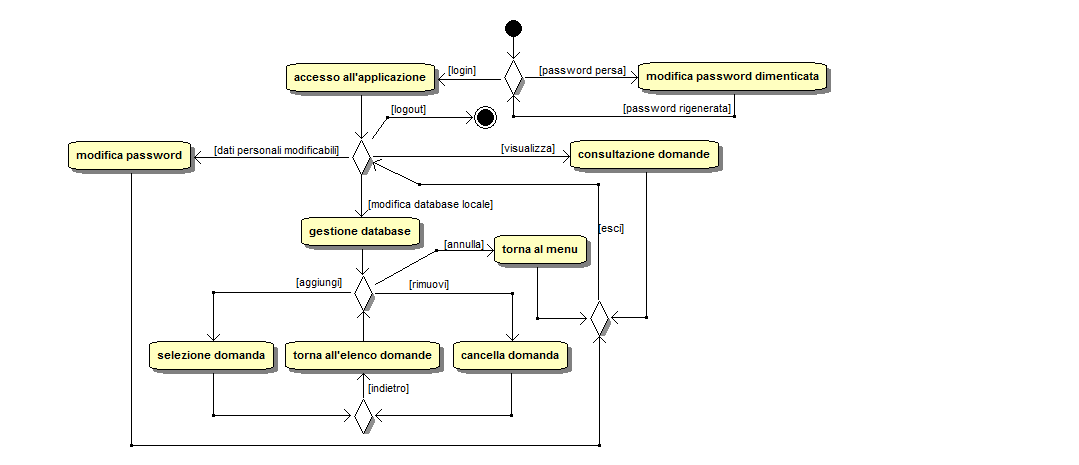 [login]
[password persa]
accesso all'applicazione
modifica password dimenticata
[logout]
[password rigenerata]
modifica password
[dati personali modificabili]
[visualizza]
consultazione domande
[modifica database locale]
gestione database
[annulla]
torna al menu
[esci]
[aggiungi]
[rimuovi]
selezione domanda
torna all'elenco domande
cancella domanda
[indietro]